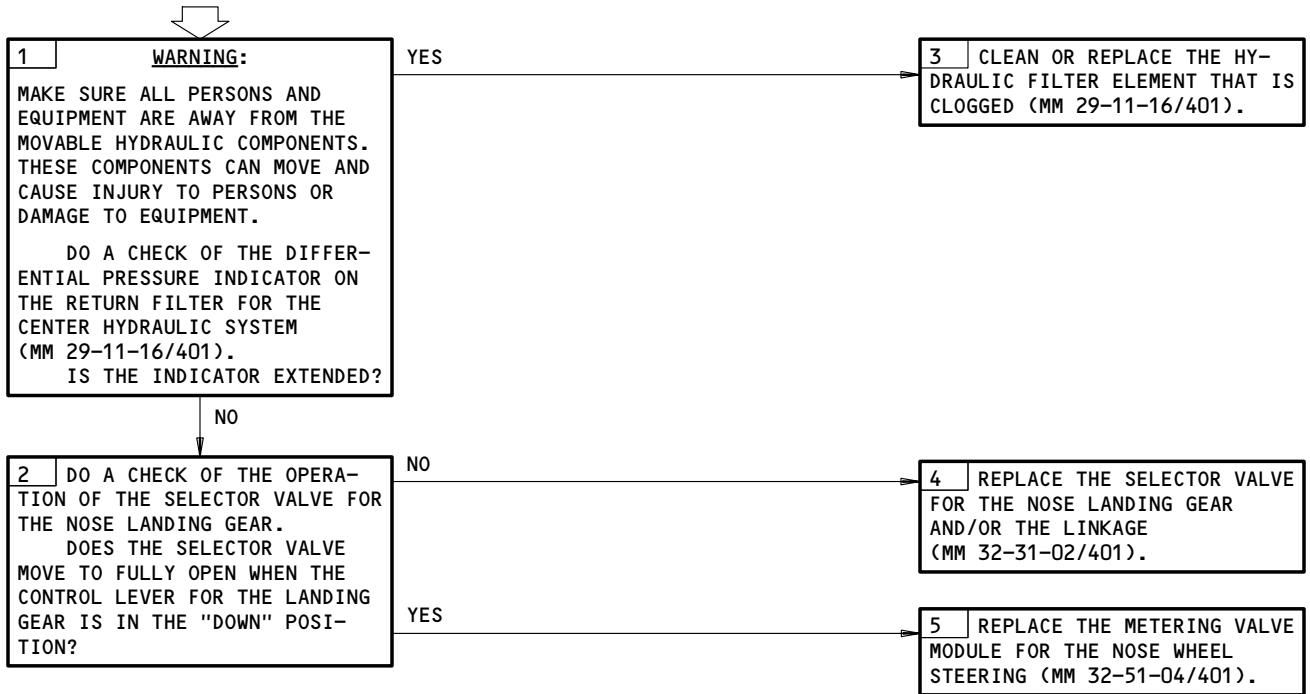 1 WARNING:
MAKE SURE ALL PERSONS AND
EQUIPMENT ARE AWAY FROM THE
MOVABLE HYDRAULIC COMPONENTS.
THESE COMPONENTS CAN MOVE AND
CAUSE INJURY TO PERSONS OR
DAMAGE TO EQUIPMENT.
DO A CHECK OF THE DIFFER-
ENTIAL PRESSURE INDICATOR ON
THE RETURN FILTER FOR THE
CENTER HYDRAULIC SYSTEM
(MM 29-11-16/401).
IS THE INDICATOR EXTENDED?
YES
3 CLEAN OR REPLACE THE HY-
DRAULIC FILTER ELEMENT THAT IS
CLOGGED (MM 29-11-16/401).
NO
2 DO A CHECK OF THE OPERA-
TION OF THE SELECTOR VALVE FOR
THE NOSE LANDING GEAR.
DOES THE SELECTOR VALVE
MOVE TO FULLY OPEN WHEN THE
CONTROL LEVER FOR THE LANDING
GEAR IS IN THE "DOWN" POSI-
TION?
NO
4 REPLACE THE SELECTOR VALVE
FOR THE NOSE LANDING GEAR
AND/OR THE LINKAGE
(MM 32-31-02/401).
YES
5 REPLACE THE METERING VALVE
MODULE FOR THE NOSE WHEEL
STEERING (MM 32-51-04/401).